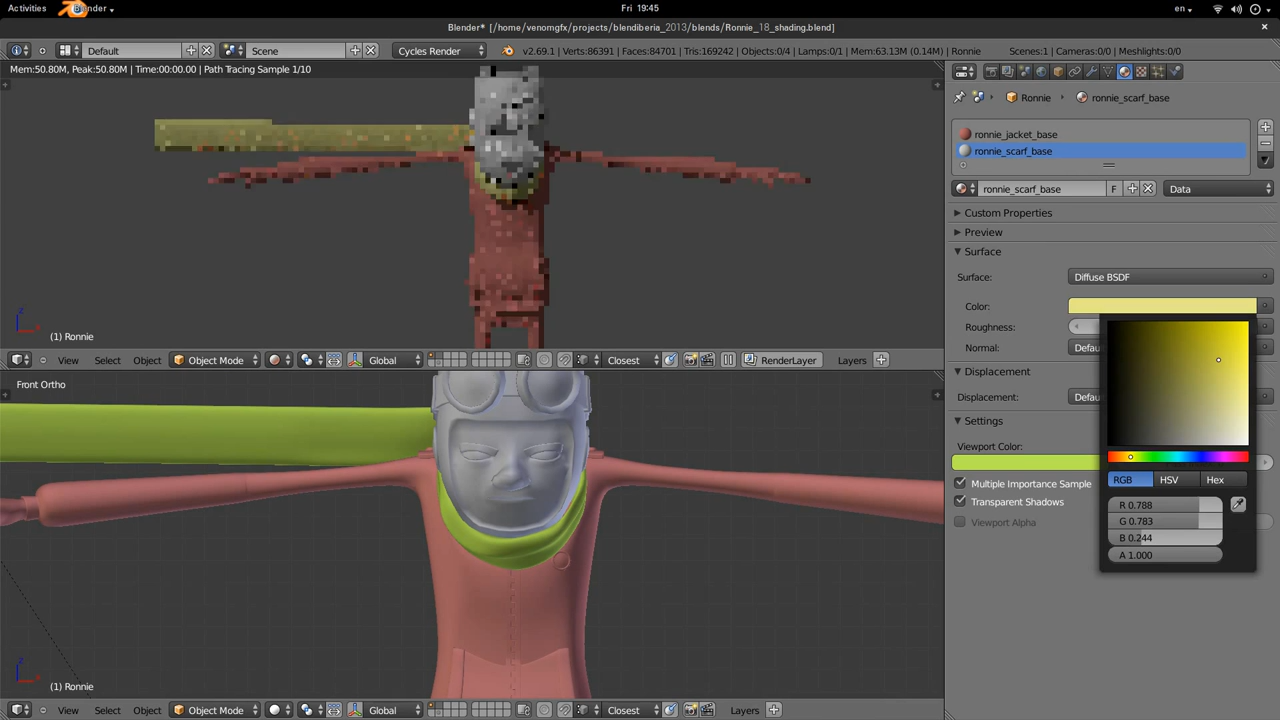 Activities Blender Fri 19:45 en
Blender* [/home/venomgfx/projects/blendiberia_2013/blends/Ronnie_18_shading.blend]
Default Scene Cycles Render v2.69.1 | Verts:86391 | Faces:84701 | Tris:169242 | Objects:0/4 | Lamps:0/1 | Mem:63.13M (0.14M) | Ronnie Scenes:1 | Cameras:0/0 | Meshlights:0/0
Mem:50.80M, Peak:50.80M | Time:00:00.00 | Path Tracing Sample 1/10
Ronnie ronnie_scarf_base
ronnie_jacket_base
ronnie_scarf_base
ronnie_scarf_base F Data
Custom Properties
Preview
Surface
Surface: Diffuse BSDF
Color:
Roughness:
Normal: Defau
Displacement
Displacement: Defau
Settings
Viewport Color:
Multiple Importance Sample
Transparent Shadows
Viewport Alpha
RGB HSV Hex
R 0.788
G 0.783
B 0.244
A 1.000
z
x
(1) Ronnie
View Select Object Object Mode Global Closest RenderLayer Layers
Front Ortho
z
x
(1) Ronnie
View Select Object Object Mode Global Closest Layers